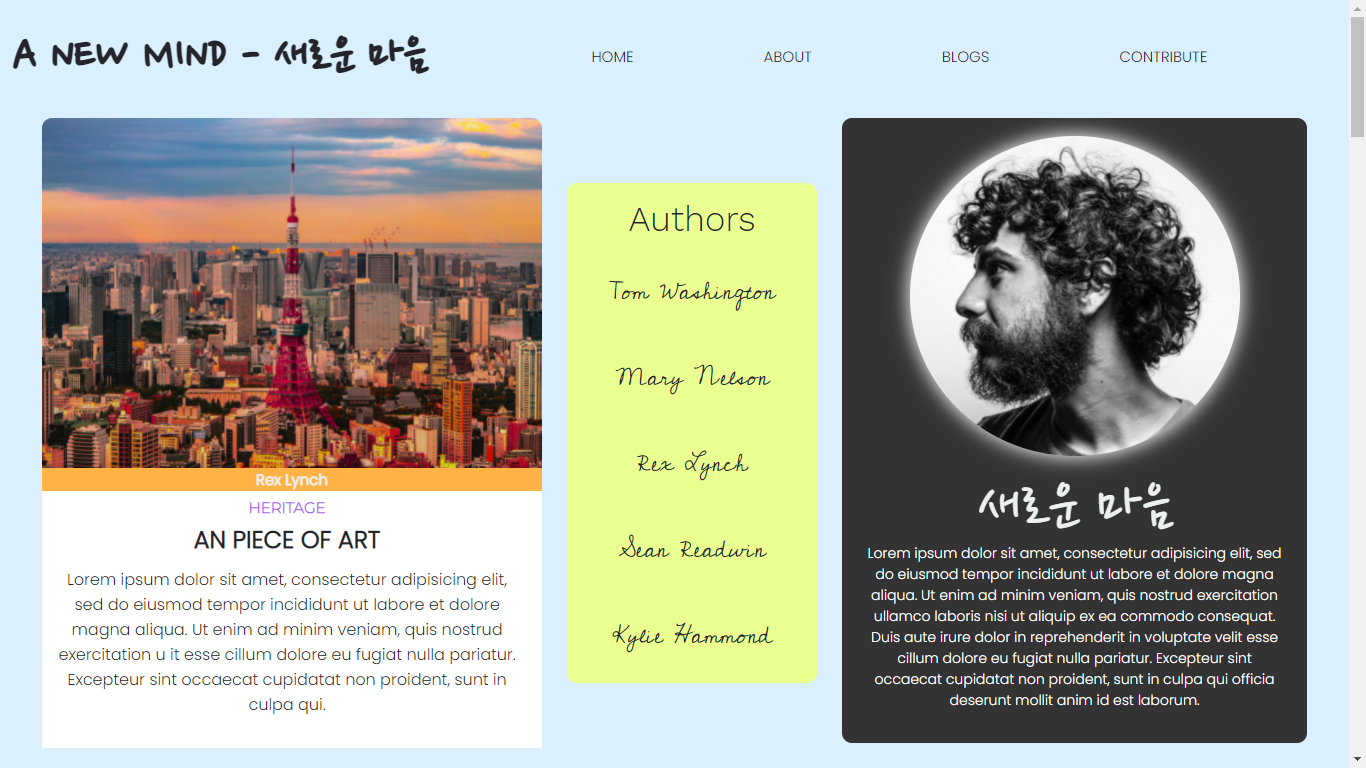 A NEW MIND - 새로운 마음
HOME
ABOUT
BLOGS
CONTRIBUTE
Rex Lynch
HERITAGE
AN PIECE OF ART
Lorem ipsum dolor sit amet, consectetur adipisicing elit,
sed do eiusmod tempor incididunt ut labore et dolore
magna aliqua. Ut enim ad minim veniam, quis nostrud
exercitation u it esse cillum dolore eu fugiat nulla pariatur.
Excepteur sint occaecat cupidatat non proident, sunt in
culpa qui.
Authors
Tom Washington
Mary Nelson
Rex Lynch
Sean Readwin
Kylie Hammond
새로운 마음
Lorem ipsum dolor sit amet, consectetur adipisicing elit, sed
do eiusmod tempor incididunt ut labore et dolore magna
aliqua. Ut enim ad minim veniam, quis nostrud exercitation
ullamco laboris nisi ut aliquip ex ea commodo consequat.
Duis aute irure dolor in reprehenderit in voluptate velit esse
cillum dolore eu fugiat nulla pariatur. Excepteur sint
occaecat cupidatat non proident, sunt in culpa qui officia
deserunt mollit anim id est laborum.